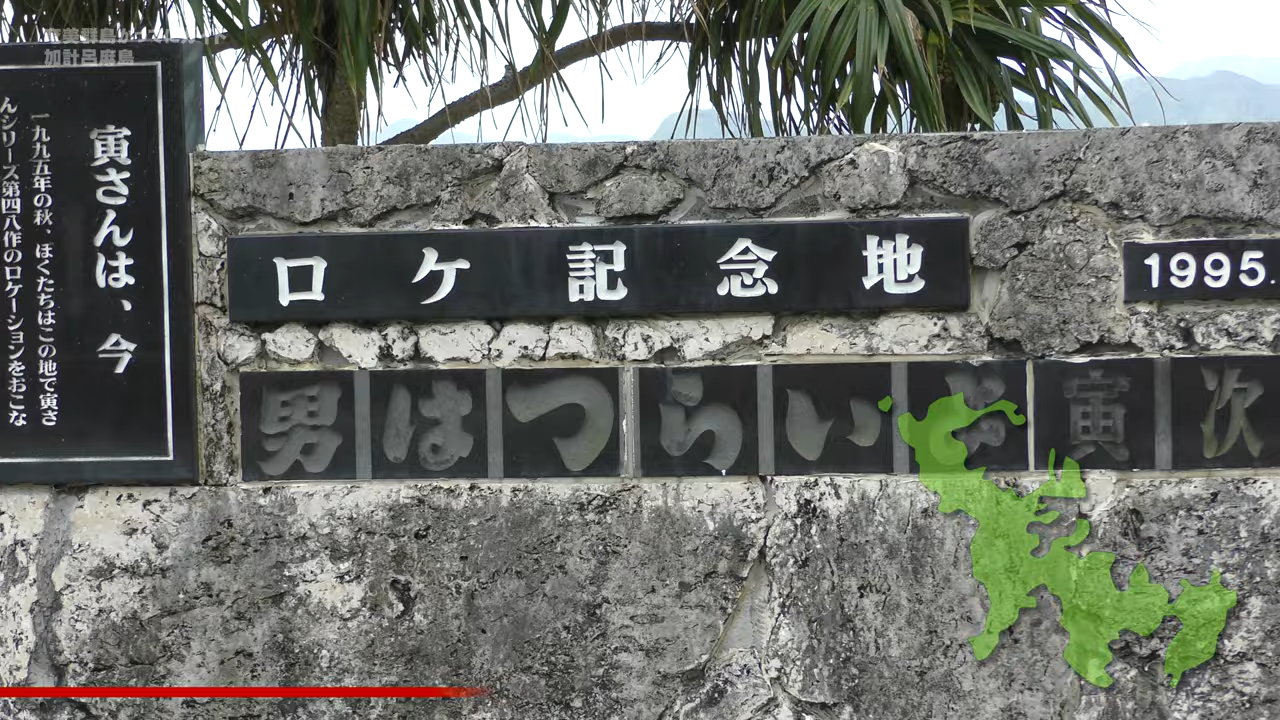 加計呂麻島
寅さんは、今
一九九五年の秋、ぼくたちはこの地で寅さ
んシリーズ第四八作のロケーションをおこな
ロケ記念地
1995.
男はつらいよ 寅次